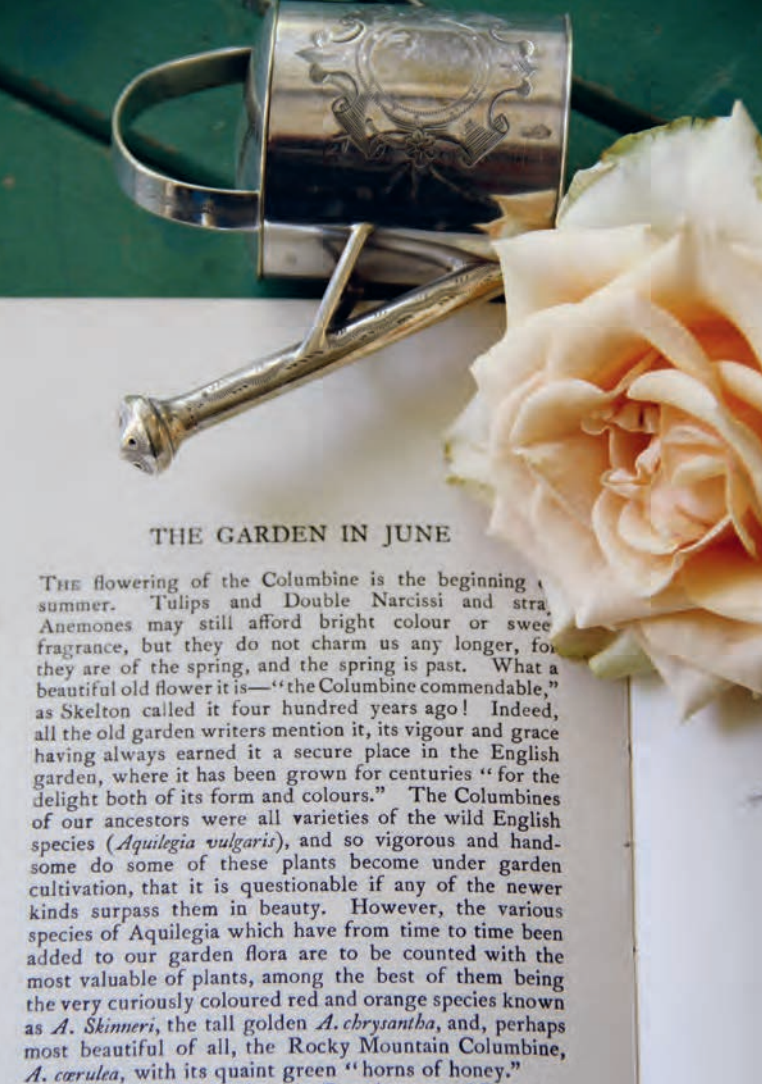 THE GARDEN IN JUNE
THE flowering of the Columbine is the beginning
summer. Tulips and Double Narcissi and
Anemones may still afford bright colour or
fragrance, but they do not charm us any longer, for
they are of the spring, and the spring is past. What a
beautiful old flower it is—“the Columbine commendable,”
as Skelton called it four hundred years ago! Indeed,
all the old garden writers mention it, its vigour and grace
having always earned it a secure place in the English
garden, where it has been grown for centuries “for the
delight both of its form and colours.” The Columbines
of our ancestors were all varieties of the wild English
species (Aquilegia vulgaris), and so vigorous and hand-
some do some of these plants become under garden
cultivation, that it is questionable if any of the newer
kinds surpass them in beauty. However, the various
species of Aquilegia which have from time to time been
added to our garden flora are to be counted with the
most valuable of plants, among the best of them being
the very curiously coloured red and orange species known
as A. Skinneri, the tall golden A. chrysantha, and, perhaps
most beautiful of all, the Rocky Mountain Columbine,
A. cœrulea, with its quaint green “horns of honey.”